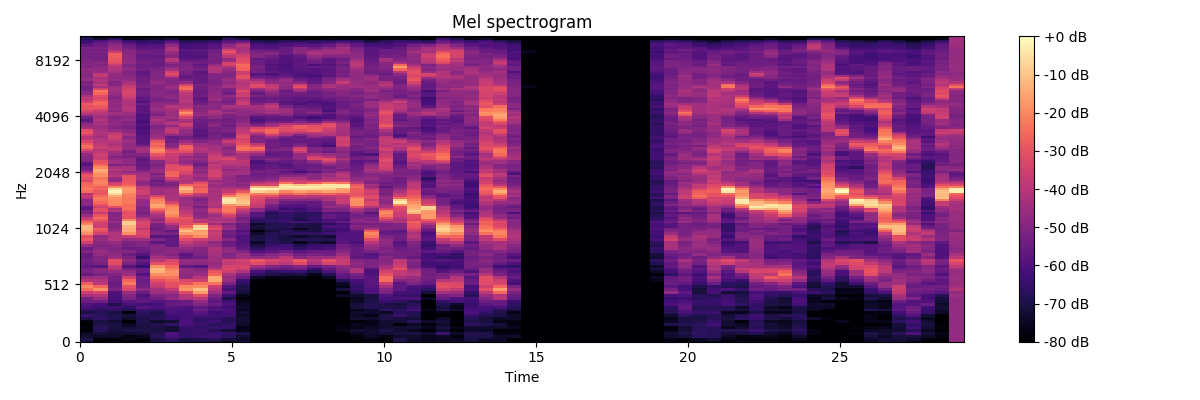 Mel spectrogram
8192
4096
2048
1024
512
0
Hz
0 5 10 15 20 25
Time
+0 dB
-10 dB
-20 dB
-30 dB
-40 dB
-50 dB
-60 dB
-70 dB
-80 dB